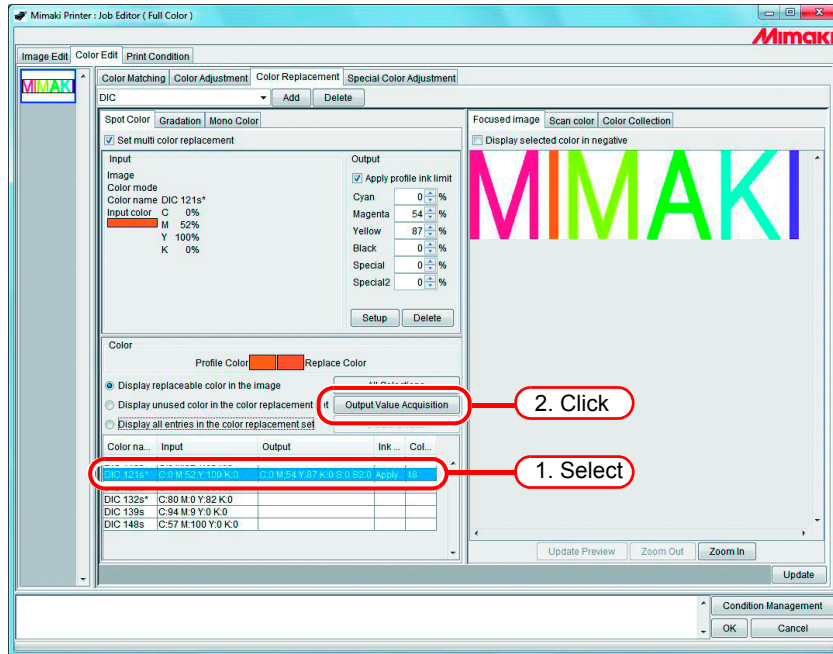 Mimaki Printer : Job Editor ( Full Color )
Mimaki
Image Edit Color Edit Print Condition
MIMAKI
Color Matching Color Adjustment Color Replacement Special Color Adjustment
DIC Add Delete
Spot Color Gradation Mono Color
Set multi color replacement
Input
Image
Color mode
Color name DIC 121s*
Input color C 0%
M 52%
Y 100%
K 0%
Output
Apply profile ink limit
Cyan 0 %
Magenta 54 %
Yellow 87 %
Black 0 %
Special 0 %
Special2 0 %
Setup Delete
Color
Profile Color Replace Color
Display replaceable color in the image
Display unused color in the color replacement
Output Value Acquisition
Display all entries in the color replacement set
Color na... Input Output Ink ... Col...
DIC 121s* C:0 M:52 Y:100 K:0 C:0 M:54 Y:87 K:0 S:0 S2:0 Apply 18
DIC 132s* C:80 M:0 Y:82 K:0
DIC 139s C:94 M:9 Y:0 K:0
DIC 148s C:57 M:100 Y:0 K:0
Focused image Scan color Color Collection
Display selected color in negative
MIMAKI
2. Click
1. Select
Update Preview Zoom Out Zoom In
Update
Condition Management
OK Cancel